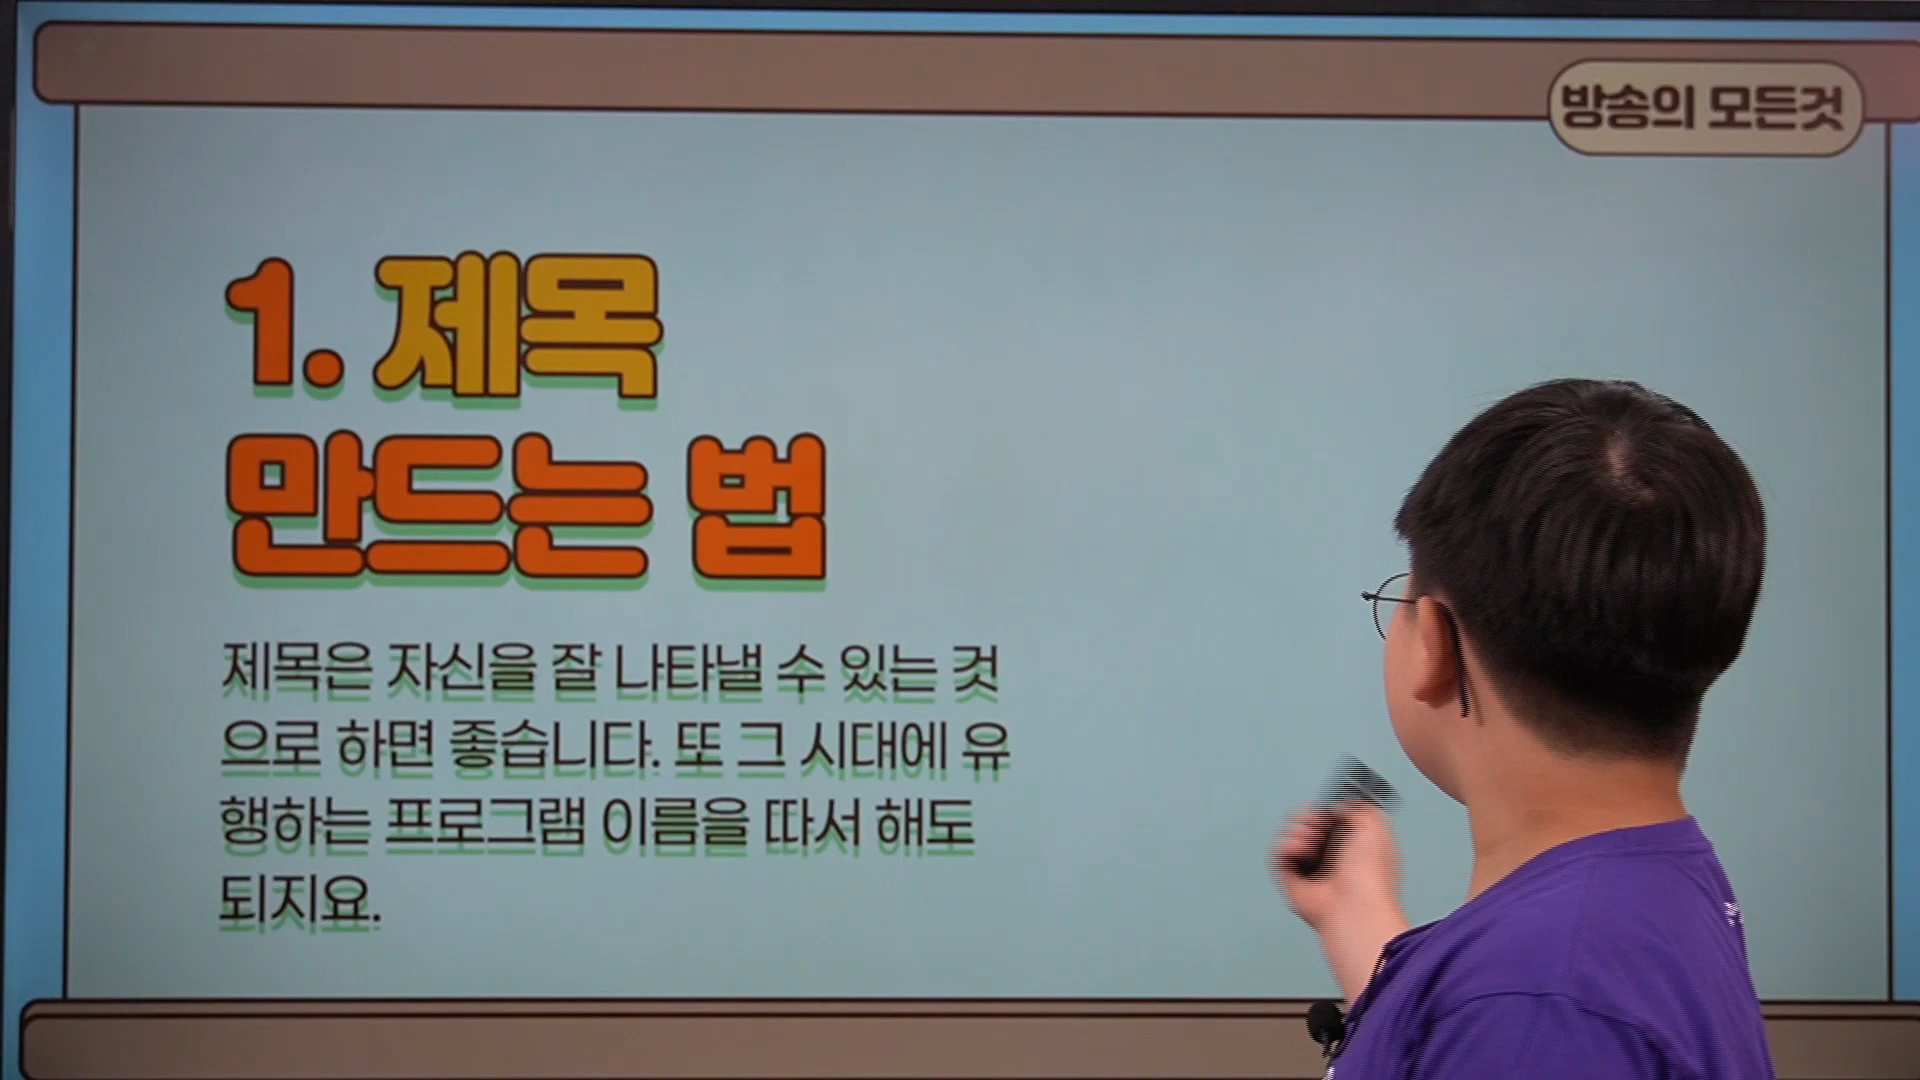 방송의 모든것
1. 제목
만드는 법
제목은 자신을 잘 나타낼 수 있는 것
으로 하면 좋습니다. 또 그 시대에 유
행하는 프로그램 이름을 따서 해도
퇴지요.